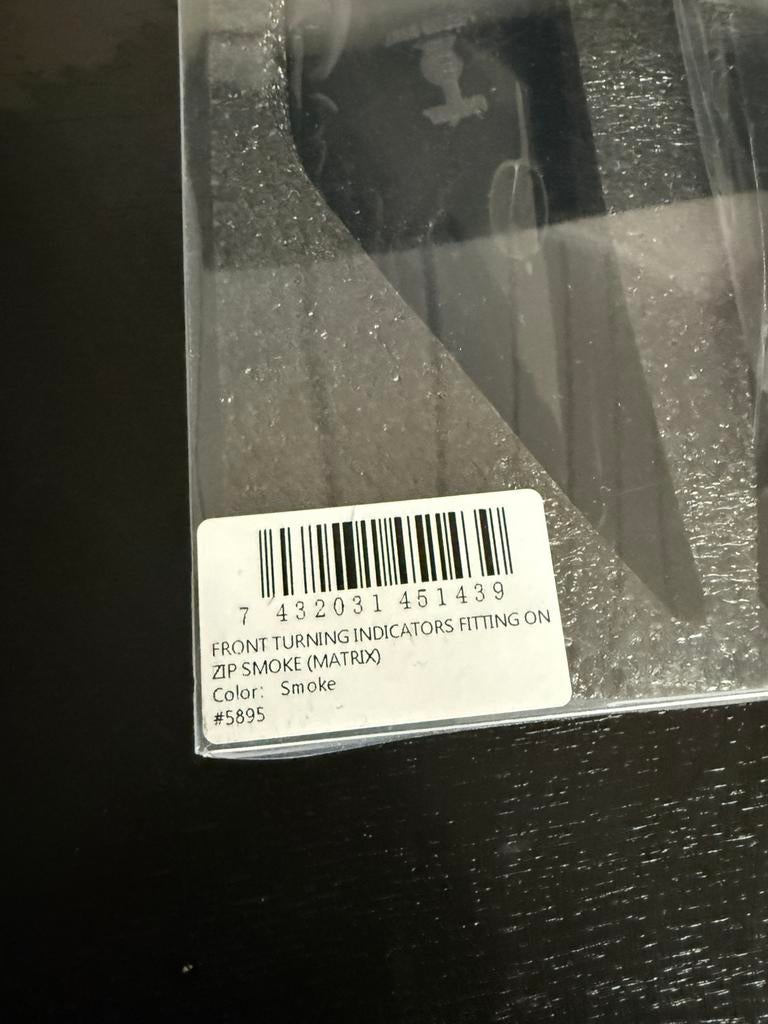 7 432031 451439
FRONT TURNING INDICATORS FITTING ON
ZIP SMOKE (MATRIX)
Color: Smoke
#5895